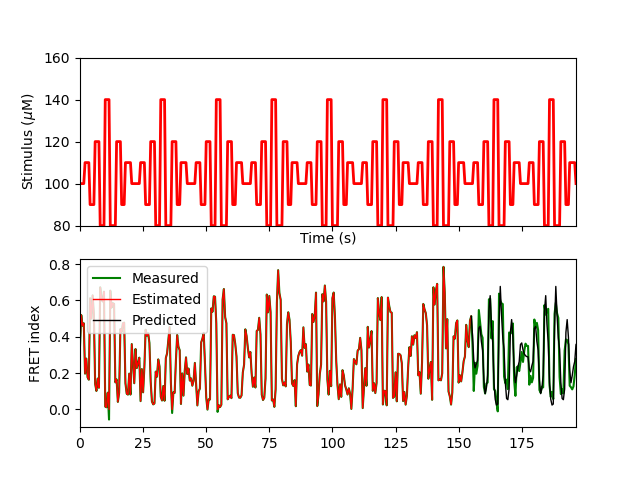 160
140
120
100
80
Stimulus (μM)
Time (s)
0.8
0.6
0.4
0.2
0.0
FRET index
Measured
Estimated
Predicted
0 25 50 75 100 125 150 175